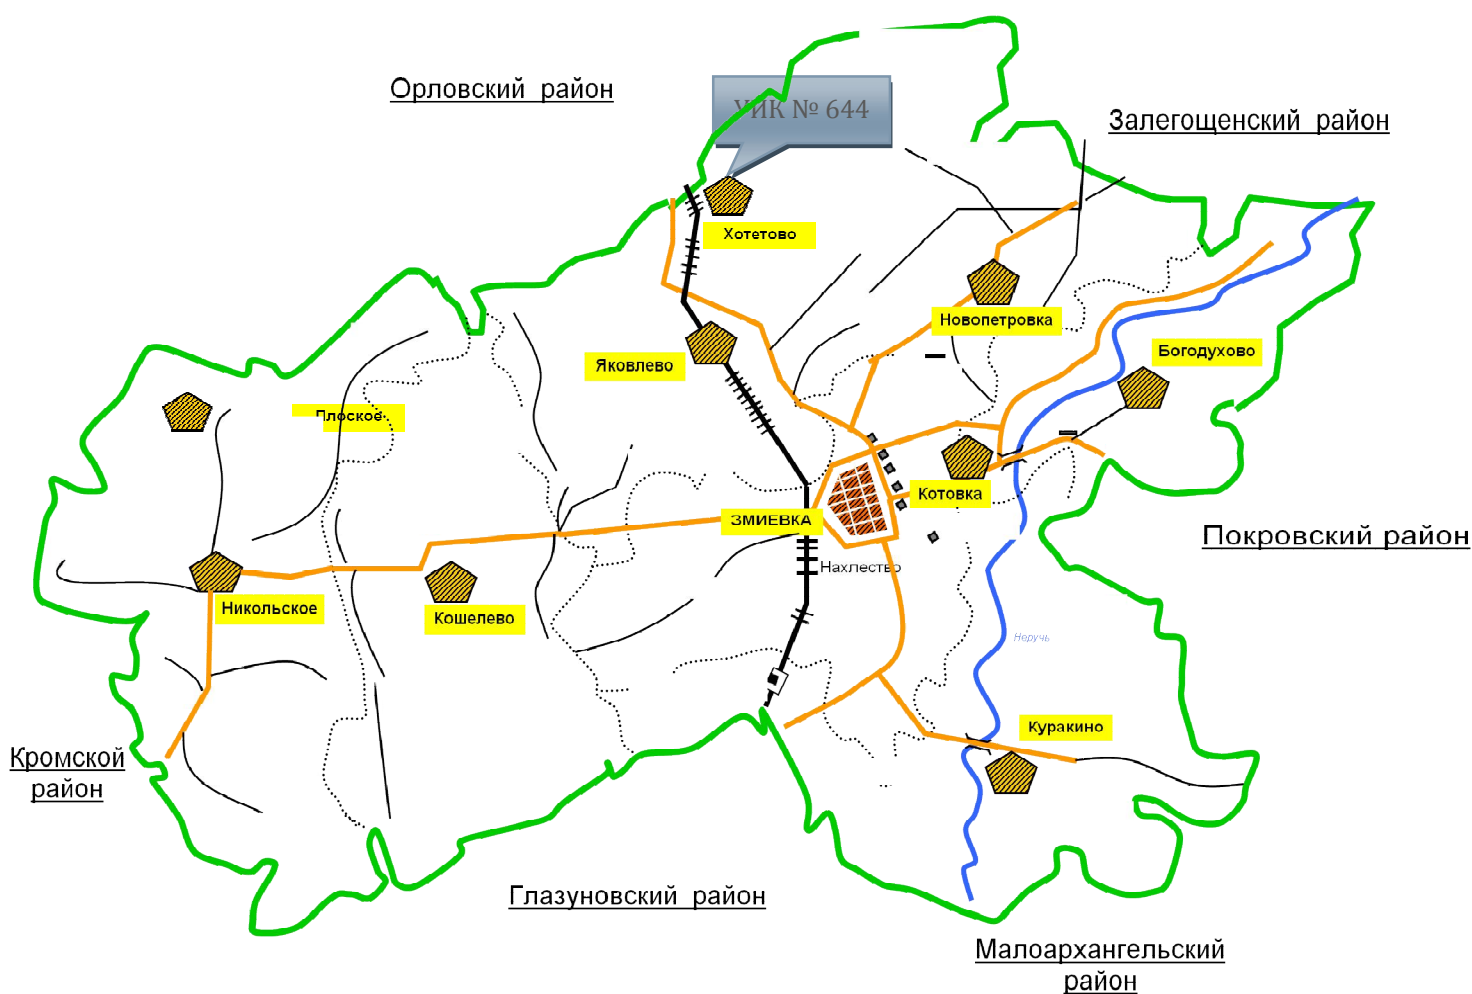 Орловский район
УИК № 644
Залегощенский район
Хотетово
Новопетровка
Богодухово
Яковлево
Плоское
Котовка
ЗМИЕВКА
Покровский район
Нахлество
Никольское
Кошелево
Неручь
Куракино
Кромской
район
Глазуновский район
Малоархангельский
район